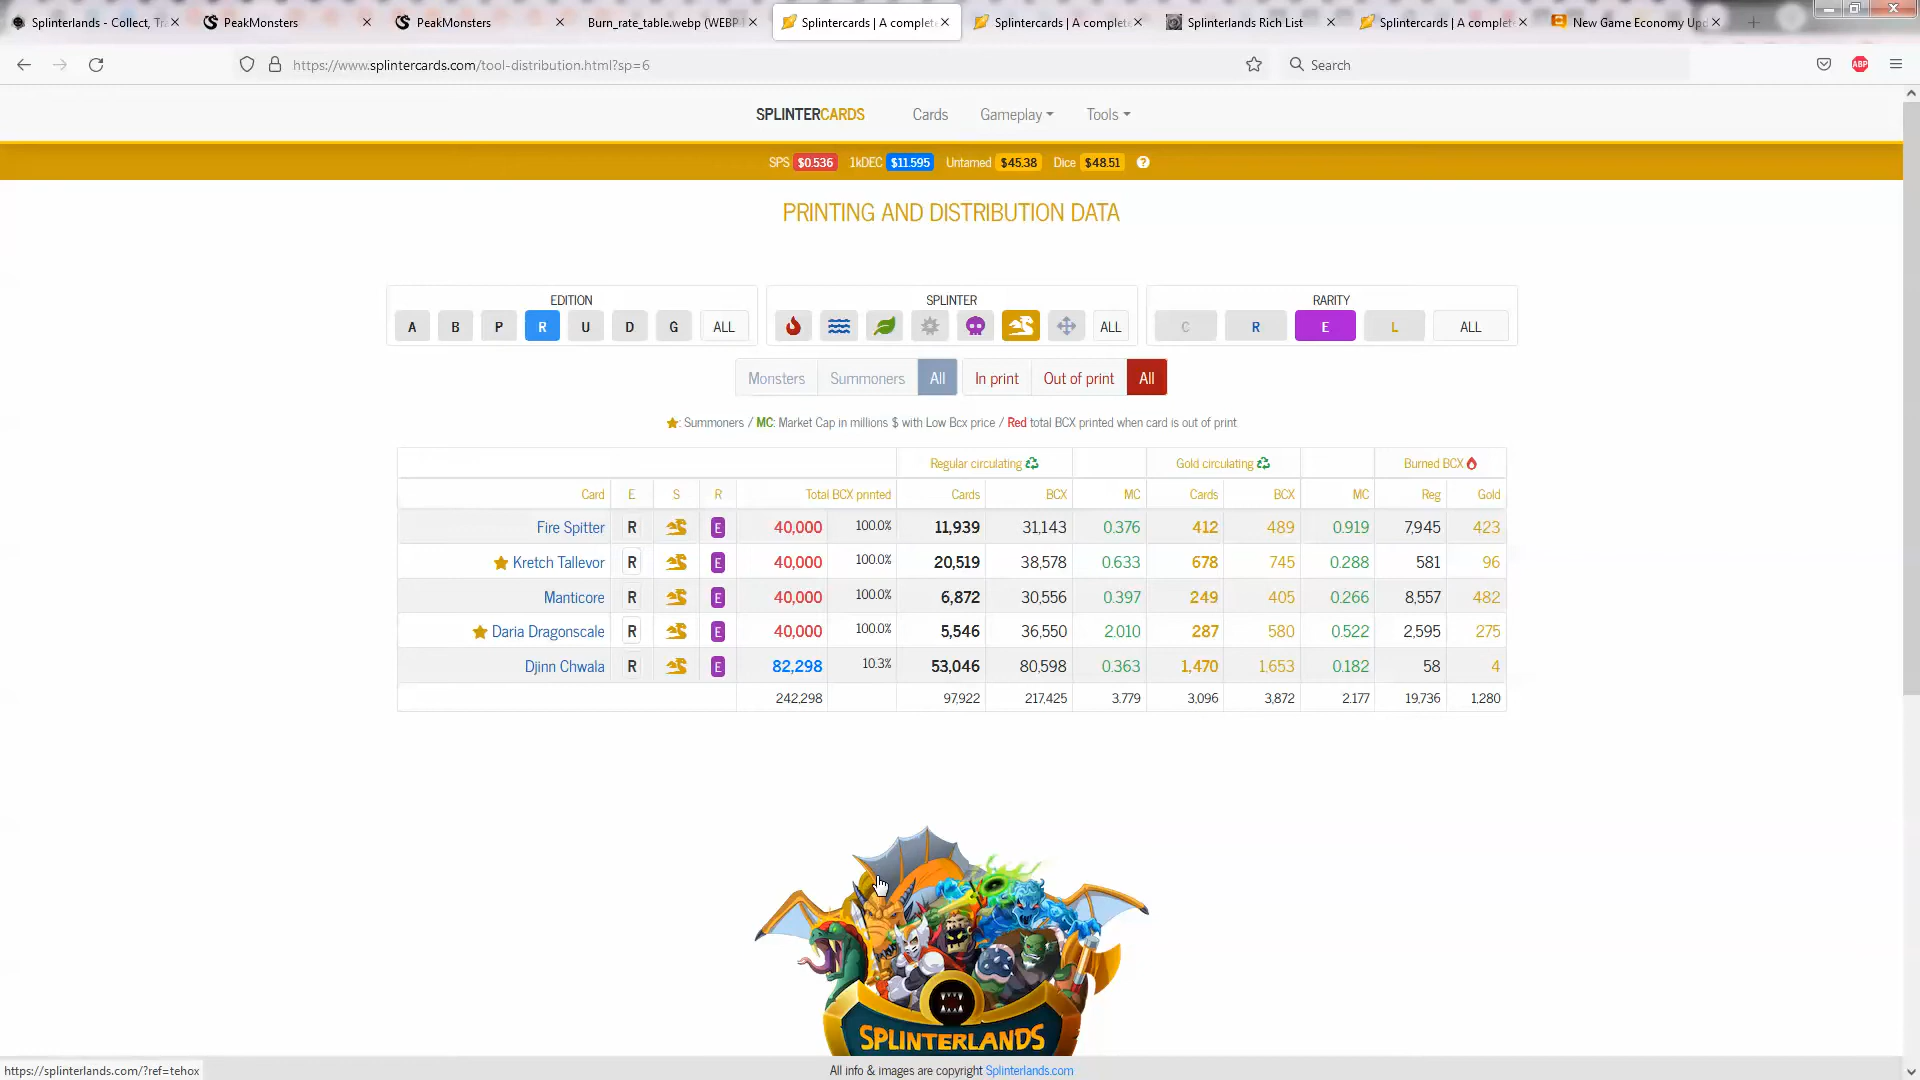 Splinterlands - Collect, Tra
PeakMonsters
PeakMonsters
Burn_rate_table.webp (WEBP
Splintercards | A complete
Splintercards | A complete
Splinterlands Rich List
Splintercards | A complete
New Game Economy Up
https://www.splintercards.com/tool-distribution.html?sp=6
Search
ABP
SPLINTERCARDS
Cards
Gameplay
Tools
SPS $0.536 1kDEC $11.595 Untamed $45.38 Dice $48.51 ?
PRINTING AND DISTRIBUTION DATA
EDITION
SPLINTER
RARITY
A B P R U D G ALL
ALL
C R E L ALL
Monsters Summoners All In print Out of print All
: Summoners / MC: Market Cap in millions $ with Low Bcx price / Red total BCX printed when card is out of print
Regular circulating Gold circulating Burned BCX
Card E S R Total BCX printed Cards BCX MC Cards BCX MC Reg Gold
Fire Spitter R E 40,000 100.0% 11,939 31,143 0.376 412 489 0.919 7,945 423
Kretch Tallevor R E 40,000 100.0% 20,519 38,578 0.633 678 745 0.288 581 96
Manticore R E 40,000 100.0% 6,872 30,556 0.397 249 405 0.266 8,557 482
Daria Dragonscale R E 40,000 100.0% 5,546 36,550 2.010 287 580 0.522 2,595 275
Djinn Chwala R E 82,298 10.3% 53,046 80,598 0.363 1,470 1,653 0.182 58 4
242,298 97,922 217,425 3.779 3,096 3,872 2.177 19,736 1,280
SPLINTERLANDS
https://splinterlands.com/?ref=tehox
All info & images are copyright Splinterlands.com